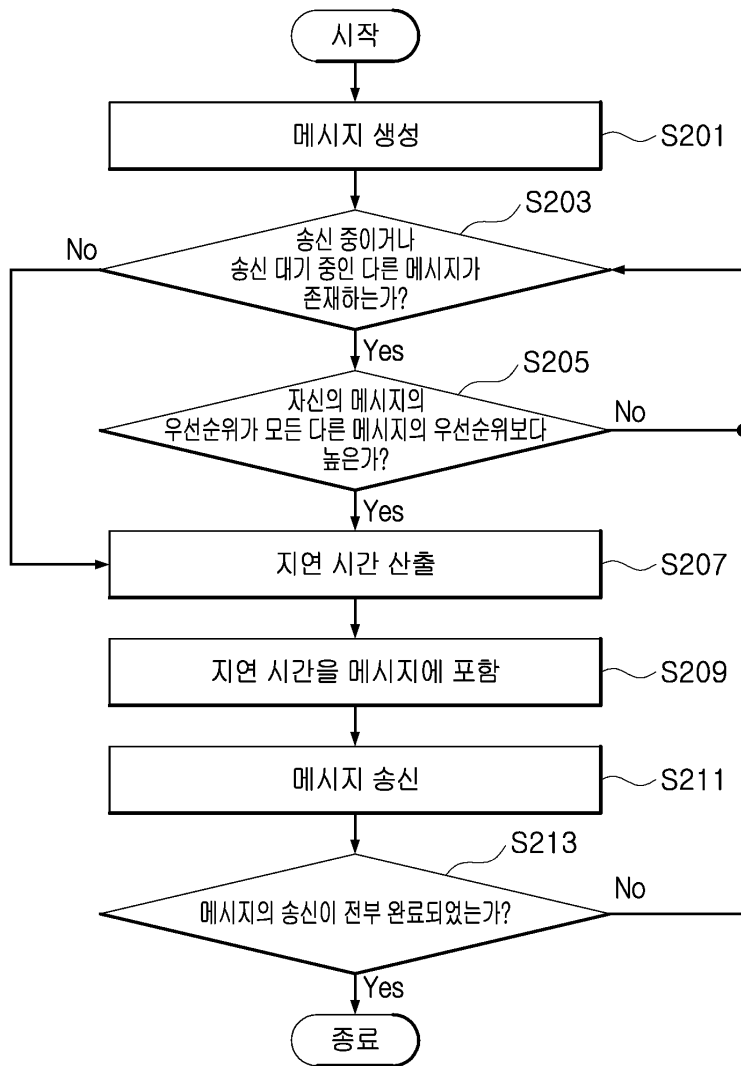 시작
메시지 생성
S201
S203
송신 중이거나
송신 대기 중인 다른 메시지가
존재하는가?
No
Yes
S205
자신의 메시지의
우선순위가 모든 다른 메시지의 우선순위보다
높은가?
No
Yes
지연 시간 산출
S207
지연 시간을 메시지에 포함
S209
메시지 송신
S211
S213
메시지의 송신이 전부 완료되었는가?
No
Yes
종료